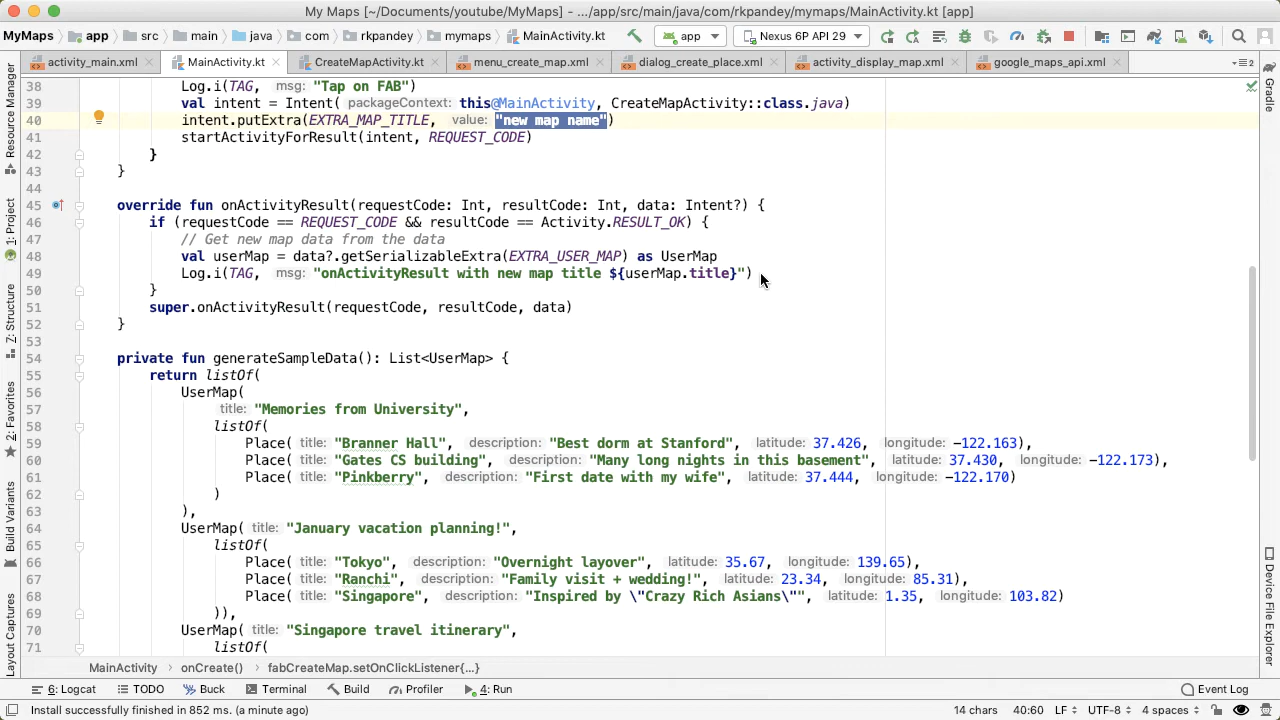 My Maps [~/Documents/youtube/MyMaps] - .../app/src/main/java/com/rkpandey/mymaps/MainActivity.kt [app]
MyMaps > app > src > main > java > com > rkpandey > mymaps > MainActivity.kt app Nexus 6P API 29
activity_main.xml MainActivity.kt CreateMapActivity.kt menu_create_map.xml dialog_create_place.xml activity_display_map.xml google_maps_api.xml
Resource Manager
1: Project
Z: Structure
2: Favorites
Build Variants
Layout Captures
38 Log.i(TAG, "Tap on FAB")
39 val intent = Intent( packageContext: this@MainActivity, CreateMapActivity::class.java)
40 intent.putExtra(EXTRA_MAP_TITLE, value: "new map name")
41 startActivityForResult(intent, REQUEST_CODE)
42 }
43 }
44
45 override fun onActivityResult(requestCode: Int, resultCode: Int, data: Intent?) {
46 if (requestCode == REQUEST_CODE && resultCode == Activity.RESULT_OK) {
47 // Get new map data from the data
48 val userMap = data?.getSerializableExtra(EXTRA_USER_MAP) as UserMap
49 Log.i(TAG, msg: "onActivityResult with new map title ${userMap.title}")
50 }
51 super.onActivityResult(requestCode, resultCode, data)
52 }
53
54 private fun generateSampleData(): List<UserMap> {
55 return listOf(
56 UserMap(
57 title: "Memories from University",
58 listOf(
59 Place( title: "Branner Hall", description: "Best dorm at Stanford", latitude: 37.426, longitude: -122.163),
60 Place( title: "Gates CS building", description: "Many long nights in this basement", latitude: 37.430, longitude: -122.173),
61 Place( title: "Pinkberry", description: "First date with my wife", latitude: 37.444, longitude: -122.170)
62 )
63 ),
64 UserMap( title: "January vacation planning!",
65 listOf(
66 Place( title: "Tokyo", description: "Overnight layover", latitude: 35.67, longitude: 139.65),
67 Place( title: "Ranchi", description: "Family visit + wedding!", latitude: 23.34, longitude: 85.31),
68 Place( title: "Singapore", description: "Inspired by \"Crazy Rich Asians\"", latitude: 1.35, longitude: 103.82)
69 )),
70 UserMap( title: "Singapore travel itinerary",
71 listOf(
Gradle
Device File Explorer
MainActivity > onCreate() > fabCreateMap.setOnClickListener{...}
6: Logcat TODO Buck Terminal Build Profiler 4: Run Event Log
Install successfully finished in 852 ms. (a minute ago) 14 chars 40:60 LF UTF-8 4 spaces